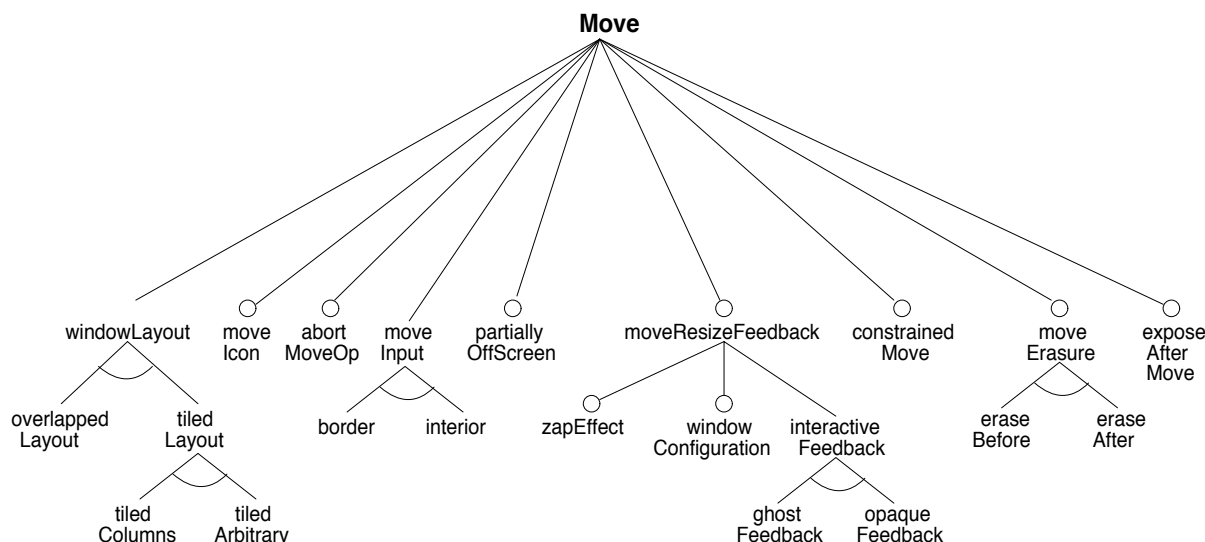 Move
windowLayout
move
Icon
abort
MoveOp
move
Input
partially
OffScreen
moveResizeFeedback
constrained
Move
move
Erasure
expose
After
Move
overlapped
Layout
tiled
Layout
border
interior
zapEffect
window
Configuration
interactive
Feedback
erase
Before
erase
After
tiled
Columns
tiled
Arbitrary
ghost
Feedback
opaque
Feedback